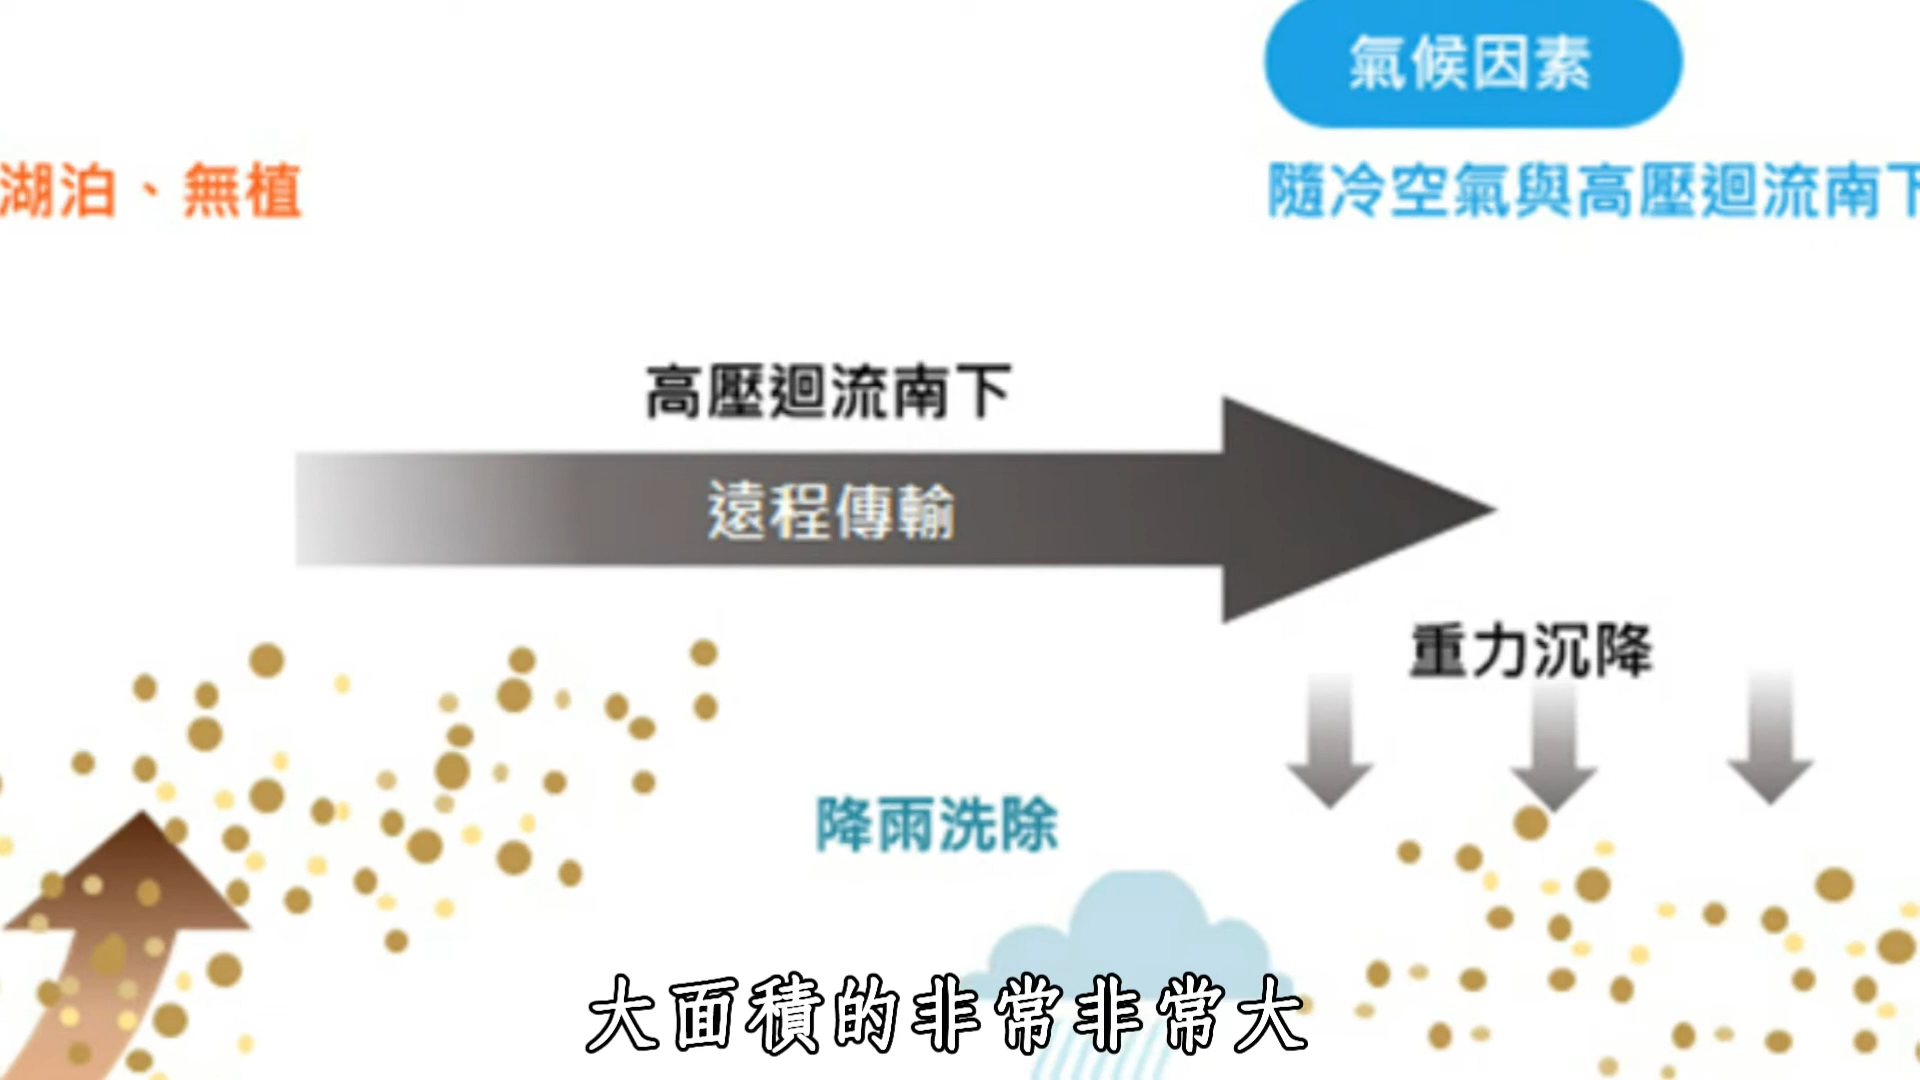 氣候因素
湖泊、無植
隨冷空氣與高壓迴流南下
高壓迴流南下
遠程傳輸
重力沉降
降雨洗除
大面積的非常非常大